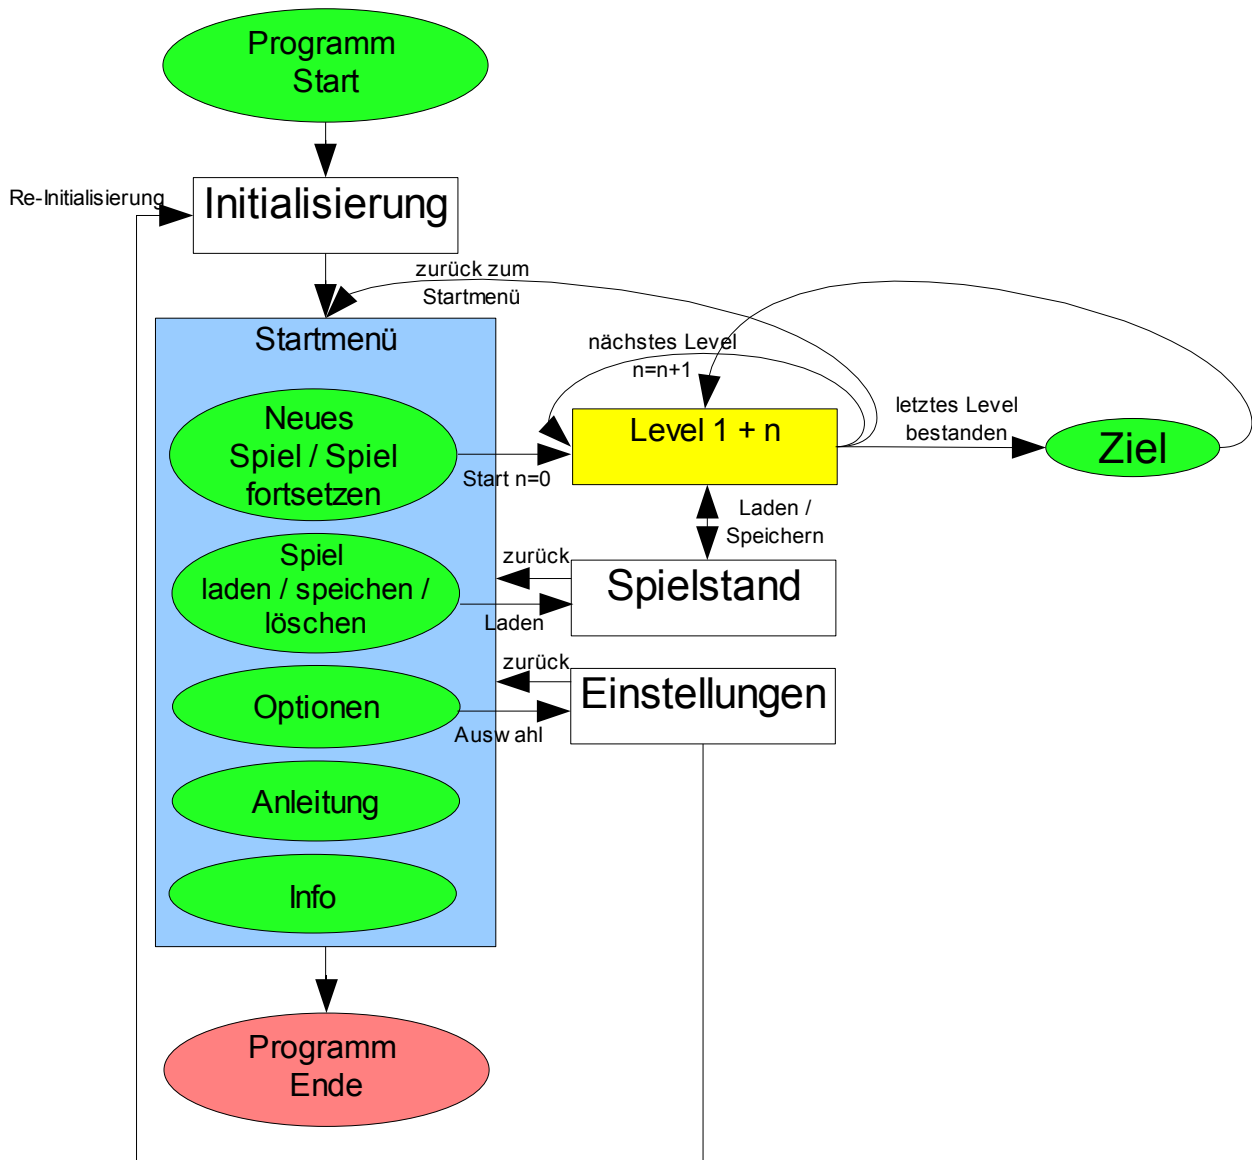 Programm
Start
Re-Initialisierung
Initialisierung
zurück zum
Startmenü
Startmenü
nächstes Level
n=n+1
Neues
Spiel / Spiel
fortsetzen
Start n=0
Level 1 + n
letztes Level
bestanden
Ziel
Laden /
Speichern
Spiel
laden / speichen /
löschen
zurück
Laden
Spielstand
zurück
Optionen
Auswahl
Einstellungen
Anleitung
Info
Programm
Ende